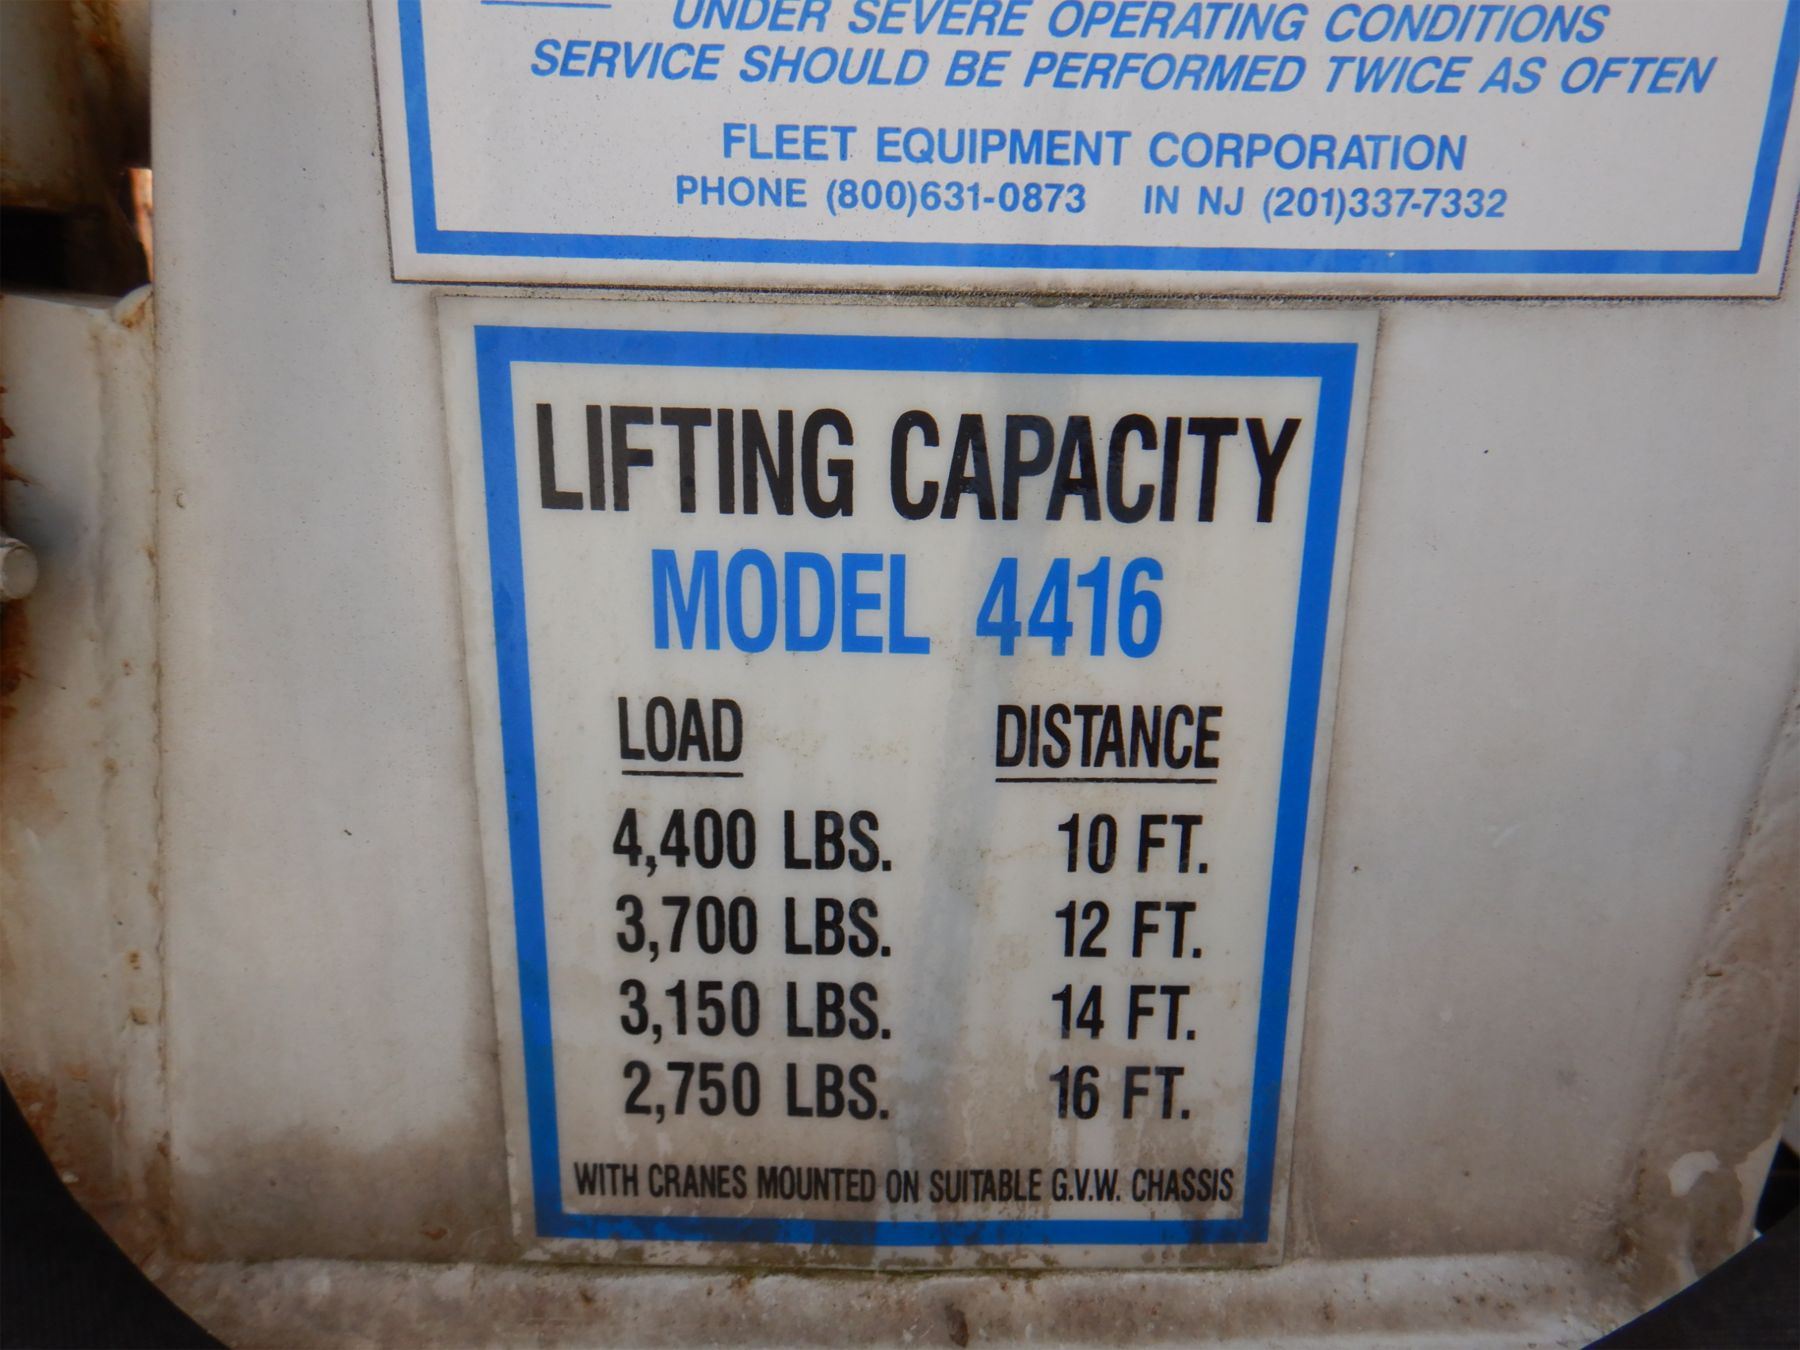 UNDER SEVERE OPERATING CONDITIONS
SERVICE SHOULD BE PERFORMED TWICE AS OFTEN
FLEET EQUIPMENT CORPORATION
PHONE (800)631-0873 IN NJ (201)337-7332
LIFTING CAPACITY
MODEL 4416
LOAD DISTANCE
4,400 LBS. 10 FT.
3,700 LBS. 12 FT.
3,150 LBS. 14 FT.
2,750 LBS. 16 FT.
WITH CRANES MOUNTED ON SUITABLE G.V.W. CHASSIS